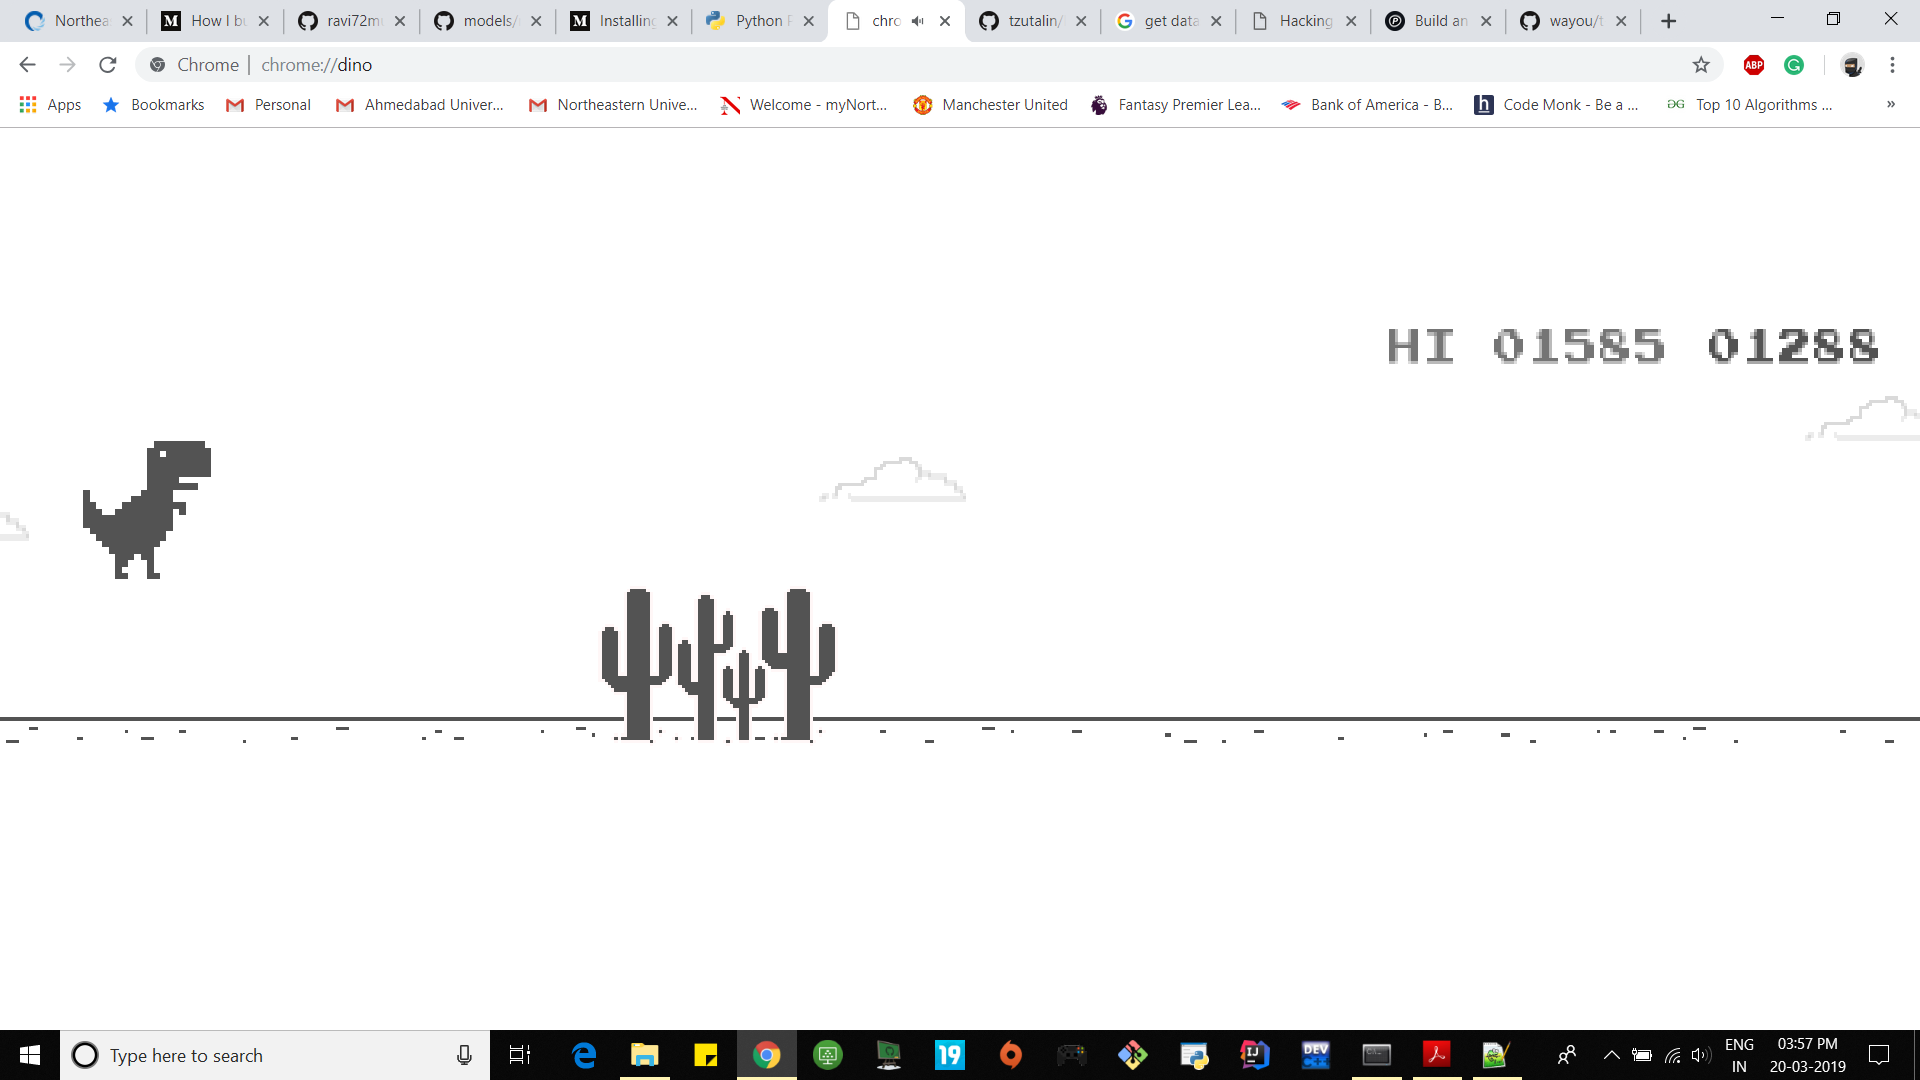 Northea How I bu ravi72mu models/ Installing Python chro tzutalin/ get data Hacking Build an wayou/t
Chrome chrome://dino ABP
Apps Bookmarks Personal Ahmedabad Univer... Northeastern Unive... Welcome - myNort... Manchester United Fantasy Premier Lea... Bank of America - B... Code Monk - Be a ... Top 10 Algorithms ... »
HI 01585 01288
Type here to search 19 IJ DEV ENG 03:57 PM
IN 20-03-2019